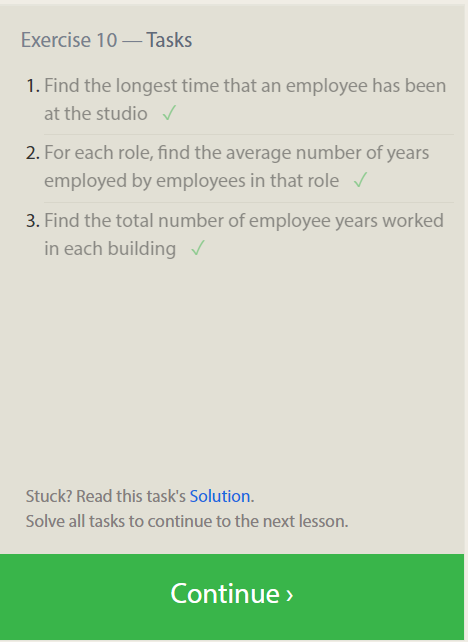 Exercise 10 — Tasks
1. Find the longest time that an employee has been
at the studio ✓
2. For each role, find the average number of years
employed by employees in that role ✓
3. Find the total number of employee years worked
in each building ✓
Stuck? Read this task's Solution.
Solve all tasks to continue to the next lesson.
Continue ›